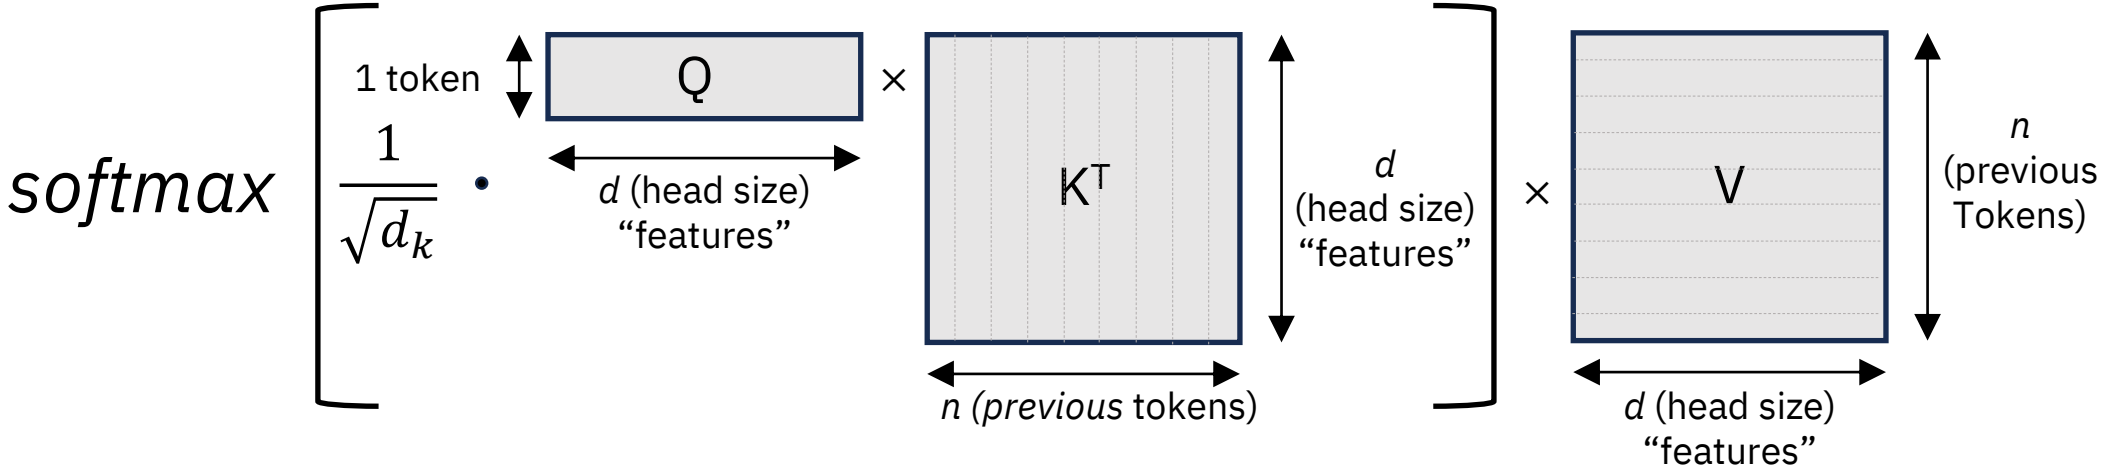 softmax
1
√d_k
•
1 token
Q
d (head size)
“features”
×
K^T
n (previous tokens)
d
(head size)
“features”
×
V
d (head size)
“features”
n
(previous
Tokens)